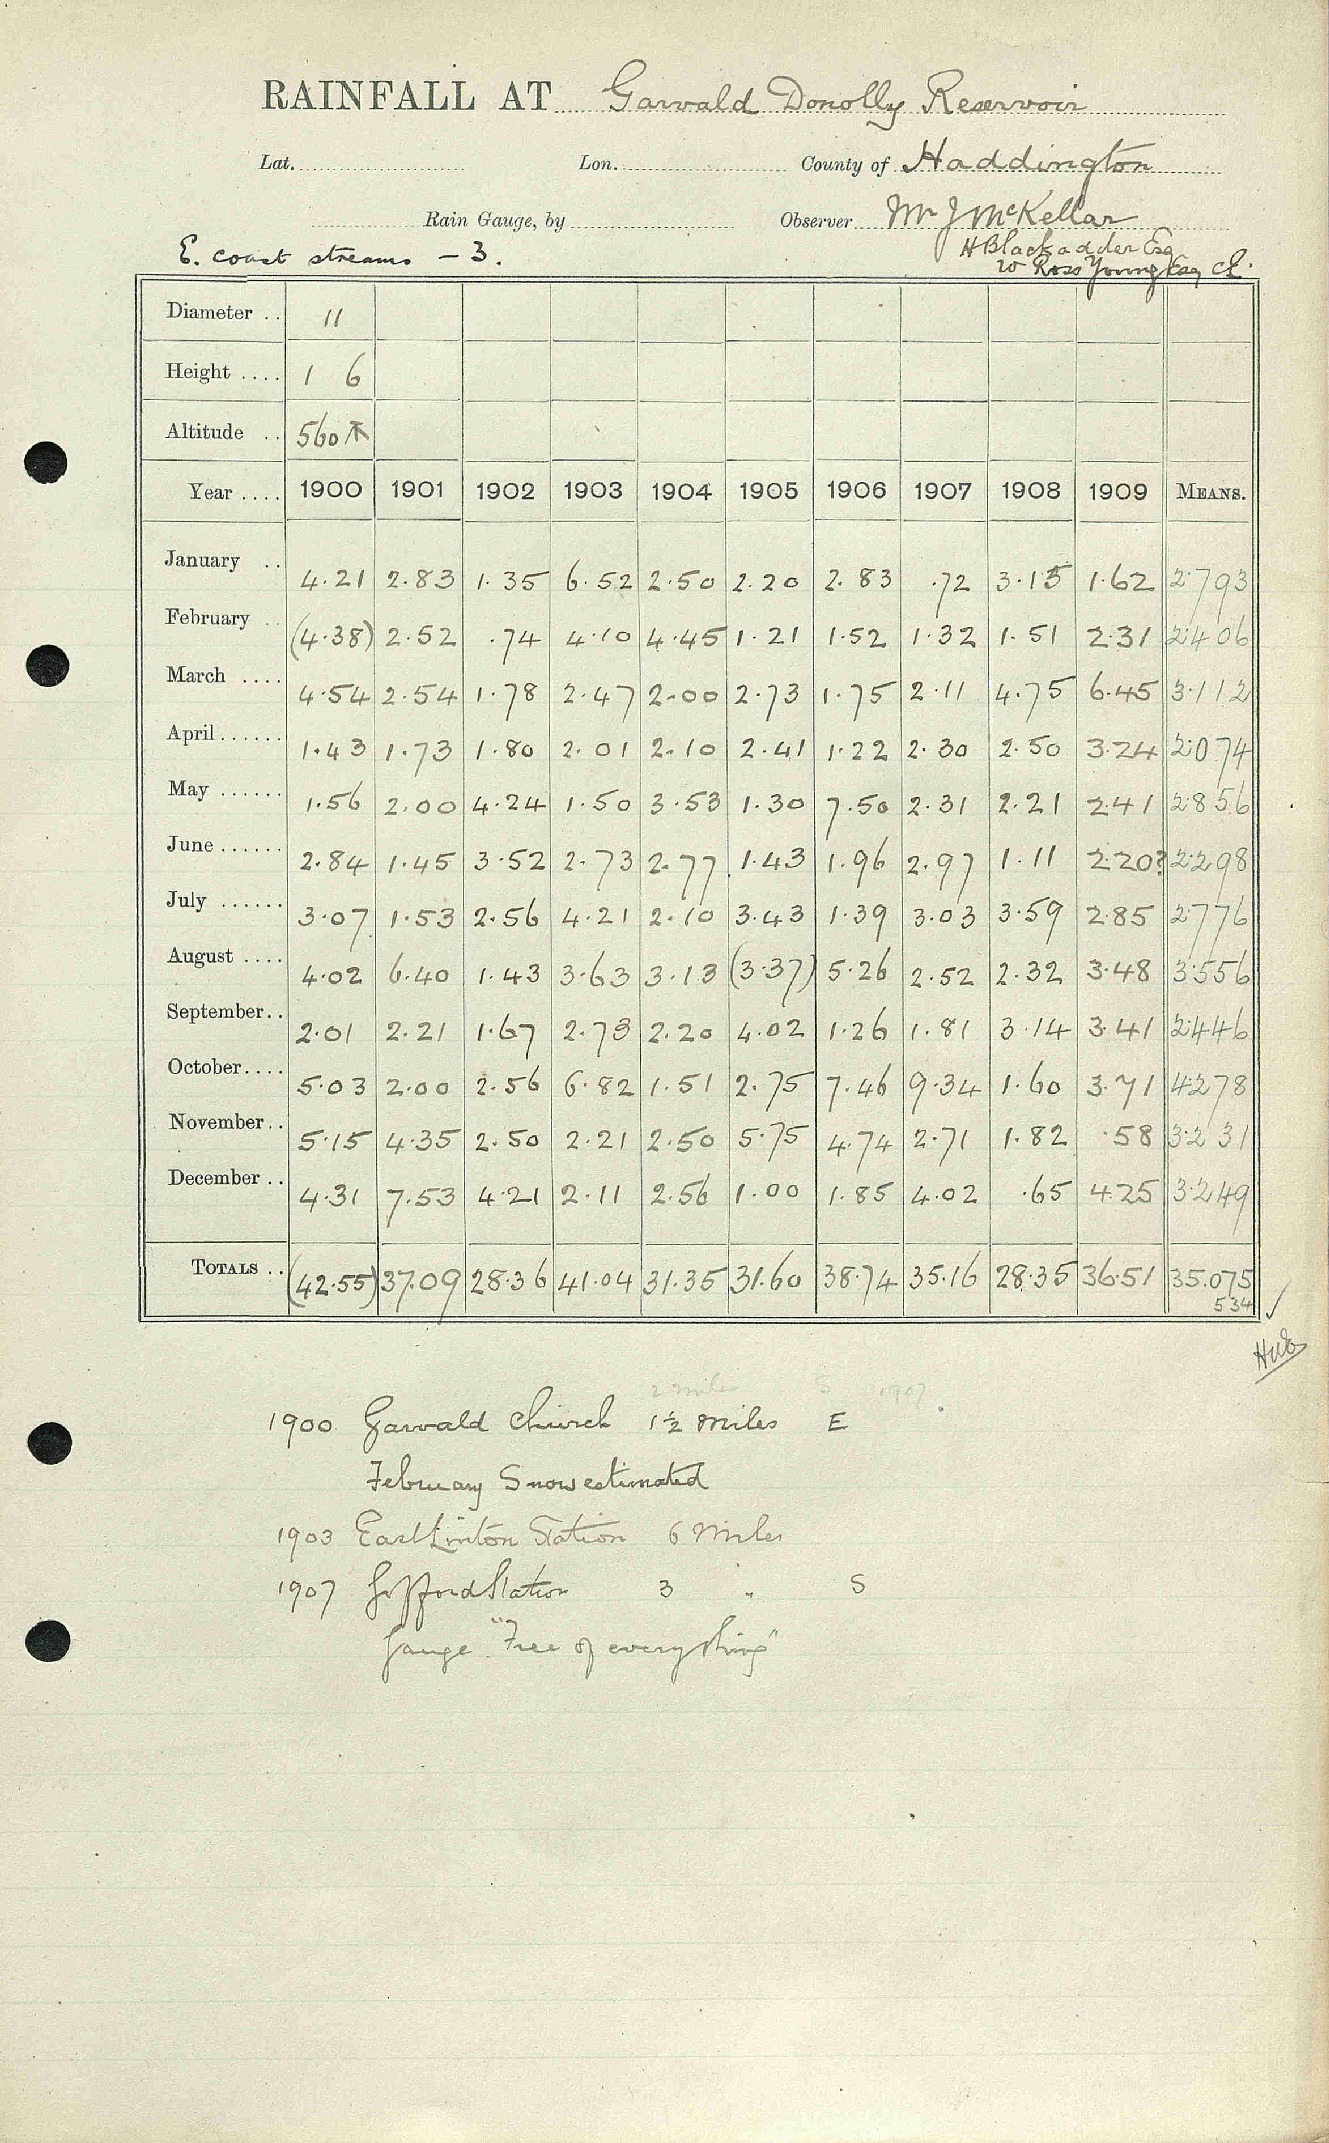 RAINFALL AT Garvald Donolly Reservoir
Lat. Lon. County of Haddington
Rain Gauge, by Observer Mr J McKellar
E. coast streams - 3. H Blackadder Esq
W Ross Young Esq CE.
Diameter .. 11
Height .... 1 6
Altitude .. 560
Year .... 1900 1901 1902 1903 1904 1905 1906 1907 1908 1909 MEANS.
January .. 4.21 2.83 1.35 6.52 2.50 2.20 2.83 .72 3.15 1.62 2.793
February .. (4.38) 2.52 .74 4.10 4.45 1.21 1.52 1.32 1.51 2.31 2.406
March .... 4.54 2.54 1.78 2.47 2.00 2.73 1.75 2.11 4.75 6.45 3.112
April ...... 1.43 1.73 1.80 2.01 2.10 2.41 1.22 2.30 2.50 3.24 2.074
May ...... 1.56 2.00 4.24 1.50 3.53 1.30 7.50 2.31 2.21 2.41 2.856
June ...... 2.84 1.45 3.52 2.73 2.77 1.43 1.96 2.97 1.11 2.20? 2.298
July ...... 3.07 1.53 2.56 4.21 2.10 3.43 1.39 3.03 3.59 2.85 2.776
August .... 4.02 6.40 1.43 3.63 3.13 (3.37) 5.26 2.52 2.32 3.48 3.556
September.. 2.01 2.21 1.67 2.73 2.20 4.02 1.26 1.81 3.14 3.41 2.446
October.... 5.03 2.00 2.56 6.82 1.51 2.75 7.46 9.34 1.60 3.71 4.278
November.. 5.15 4.35 2.50 2.21 2.50 5.75 4.74 2.71 1.82 .58 3.231
December .. 4.31 7.53 4.21 2.11 2.56 1.00 1.85 4.02 .65 4.25 3.249
TOTALS .. (42.55) 37.09 28.36 41.04 31.35 31.60 38.74 35.16 28.35 36.51 35.075
534 ✓
2 miles S 1907.
1900 Garvald Church 1½ miles E
February Snow estimated
1903 East Linton Station 6 Miles
1907 Gifford Station 3 " S
Gauge "Free of everything"